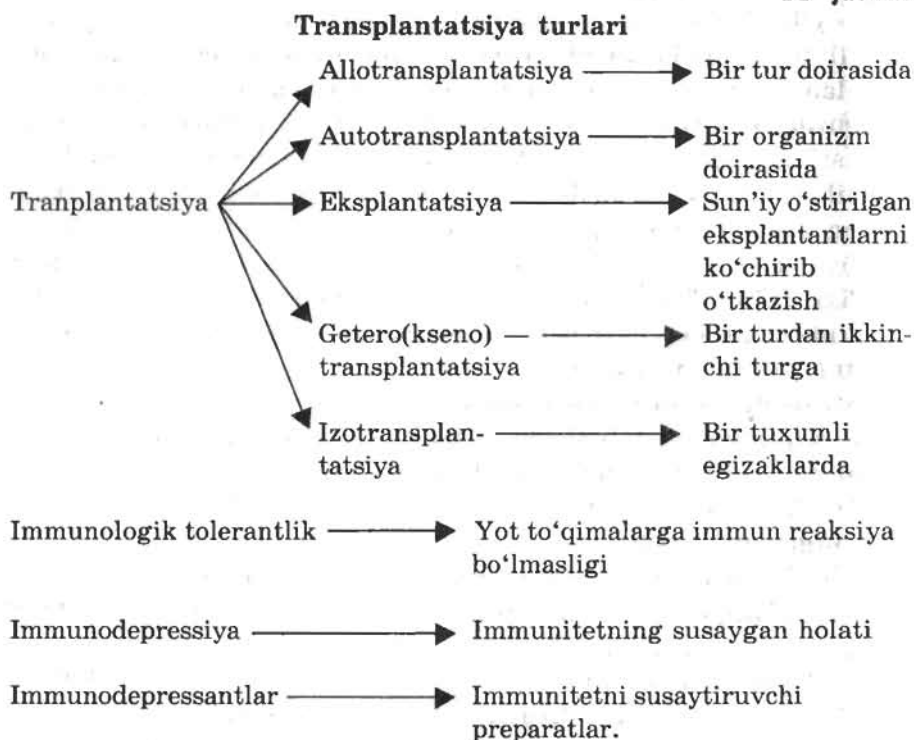 Transplantatsiya turlari
Allotransplantatsiya Bir tur doirasida
Autotransplantatsiya Bir organizm
doirasida
Tranplantatsiya Eksplantatsiya Sun'iy o‘stirilgan
eksplantantlarni
ko‘chirib
o‘tkazish
Getero(kseno) — Bir turdan ikkin-
transplantatsiya chi turga
Izotransplan- Bir tuxumli
tatsiya egizaklarda
Immunologik tolerantlik Yot to‘qimalarga immun reaksiya
bo‘lmasligi
Immunodepressiya Immunitetning susaygan holati
Immunodepressantlar Immunitetni susaytiruvchi
preparatlar.